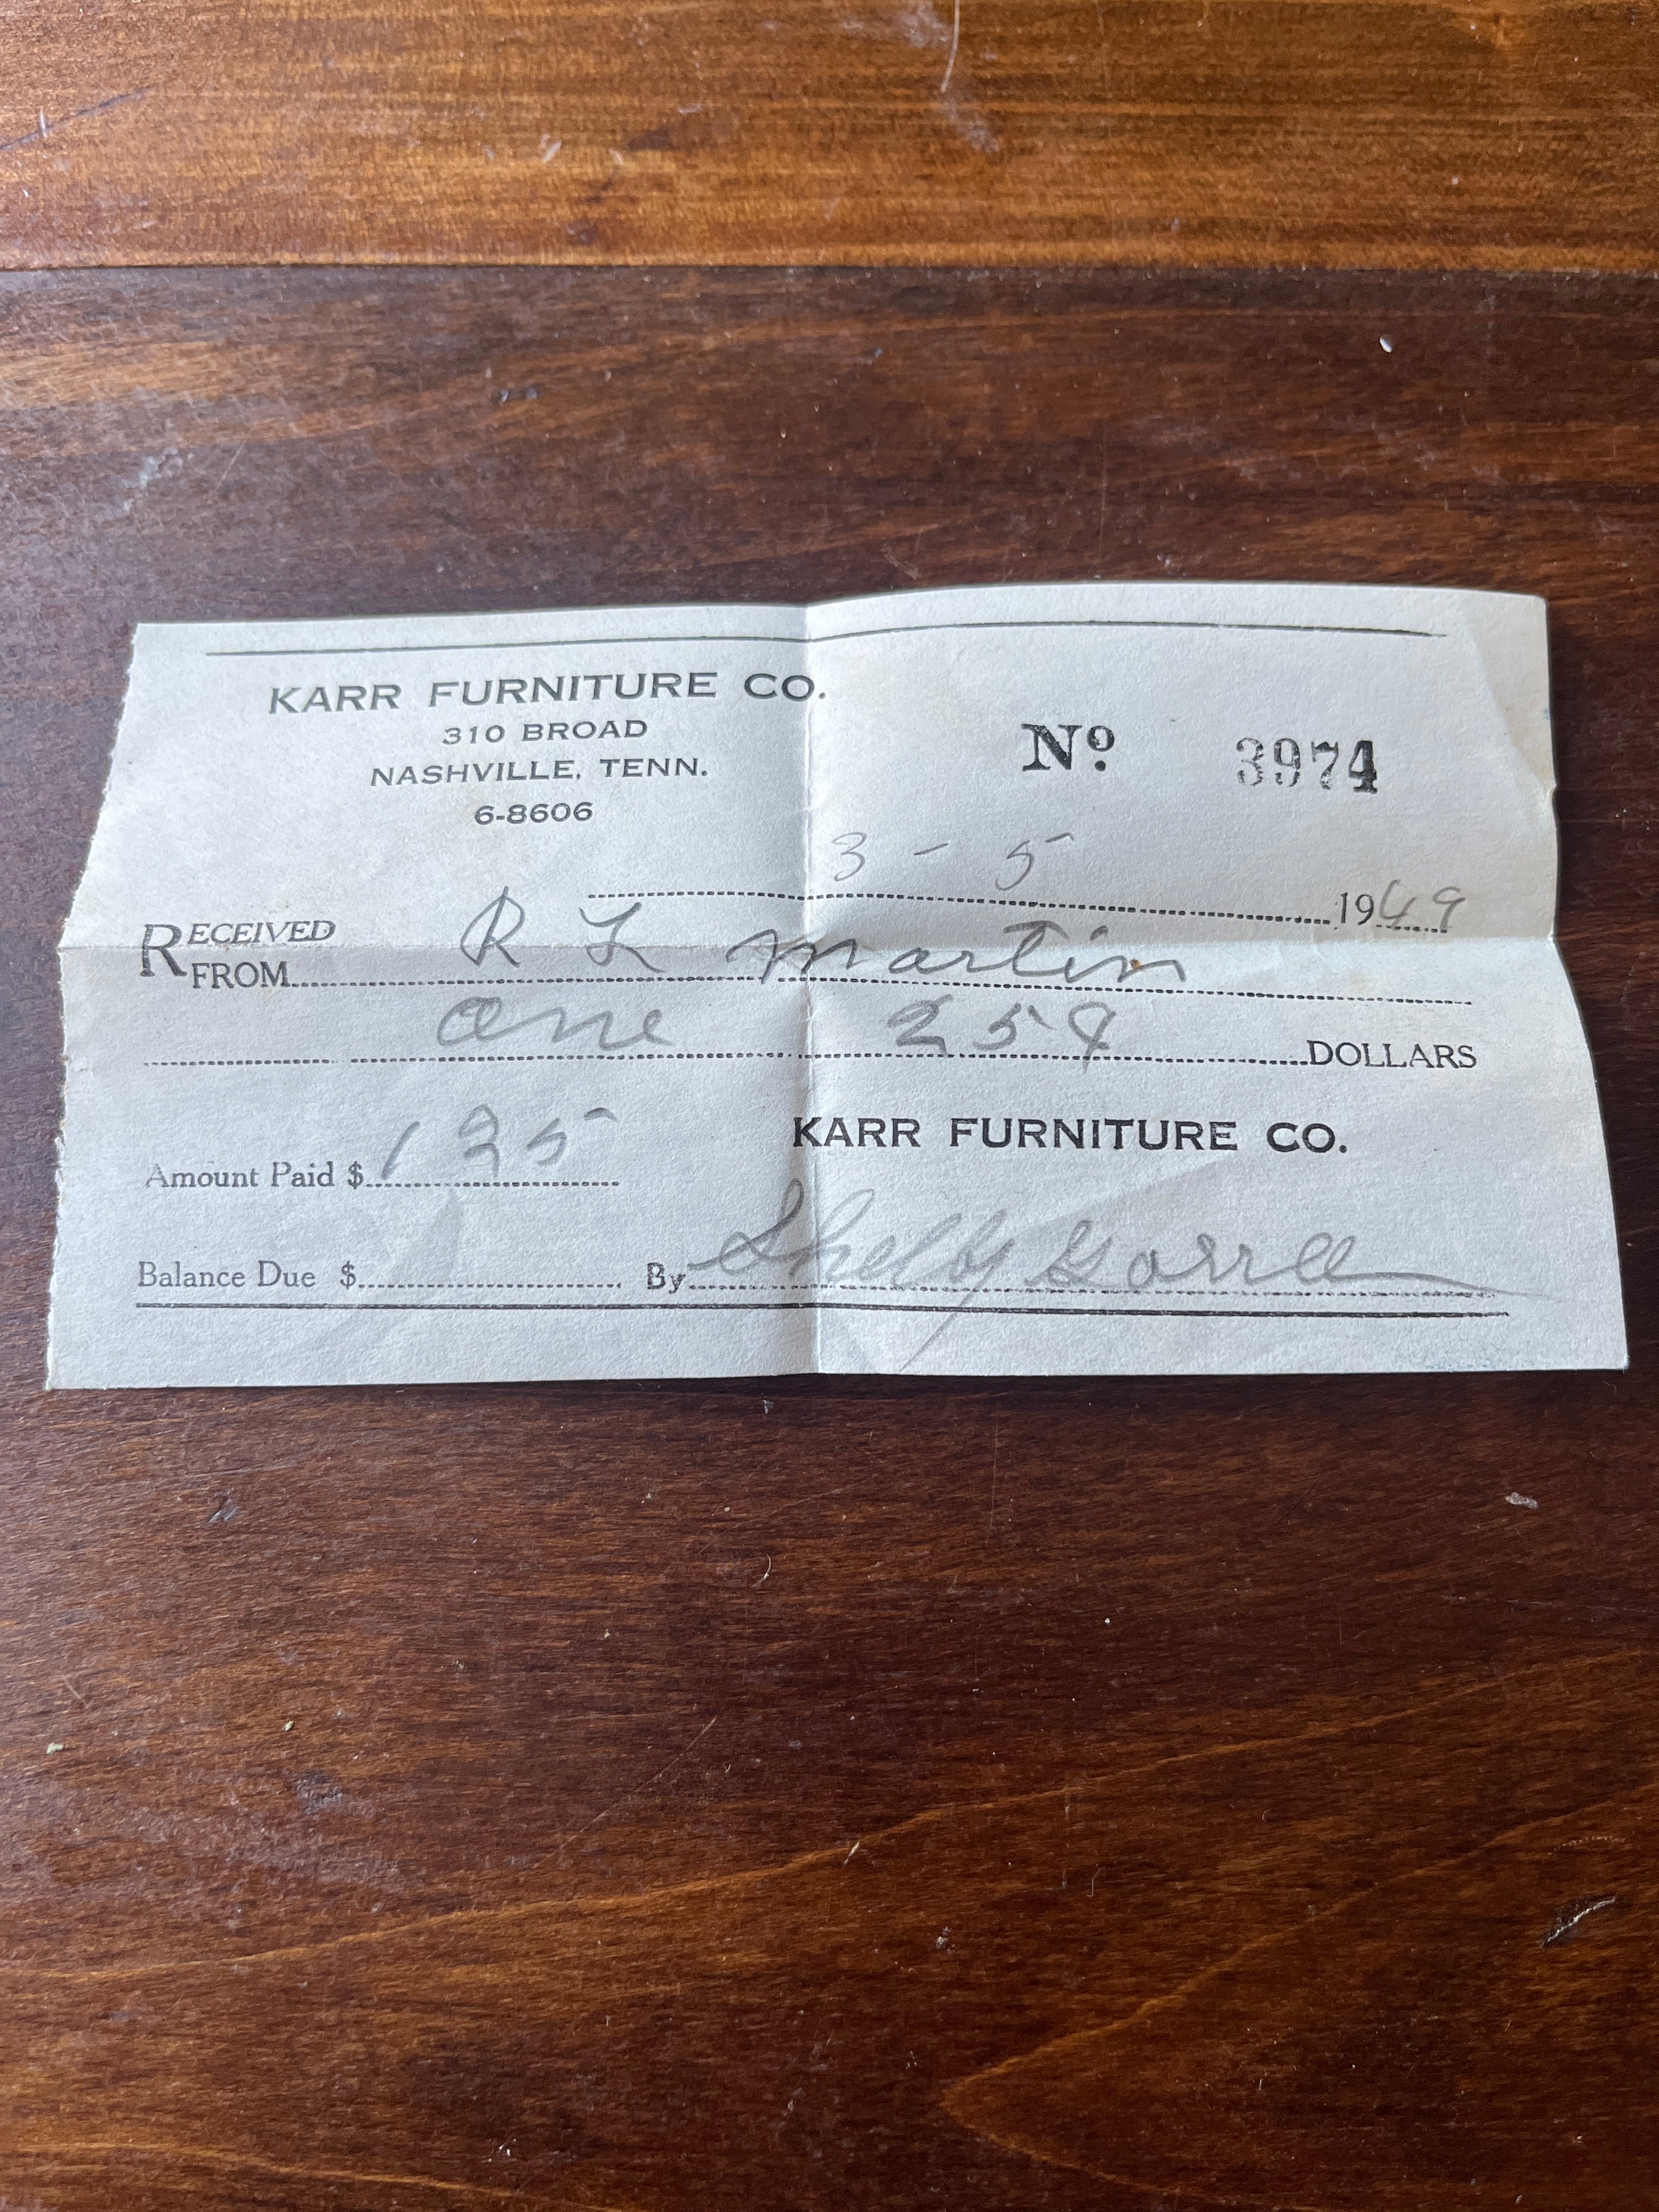 KARR FURNITURE CO.
310 BROAD
NASHVILLE, TENN.
6-8606
No. 3974
3 - 5 1949
RECEIVED FROM R L Martin
One 25¢ DOLLARS
Amount Paid $ 1 25
KARR FURNITURE CO.
Balance Due $ By Shelby